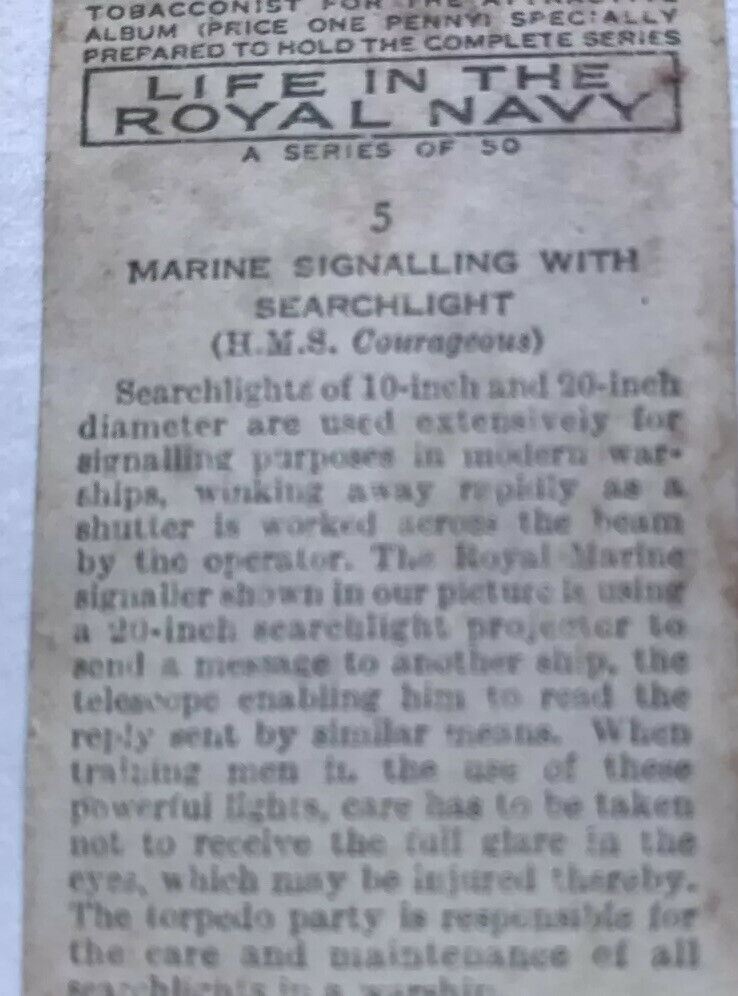 TOBACCONIST FOR THE ATTRACTIVE
ALBUM (PRICE ONE PENNY) SPECIALLY
PREPARED TO HOLD THE COMPLETE SERIES
LIFE IN THE
ROYAL NAVY
A SERIES OF 50
5
MARINE SIGNALLING WITH
SEARCHLIGHT
(H.M.S. Courageous)
Searchlights of 10-inch and 20-inch
diameter are used extensively for
signalling purposes in modern war-
ships, winking away rapidly as a
shutter is worked across the beam
by the operator. The Royal Marine
signaller shown in our picture is using
a 20-inch searchlight projector to
send a message to another ship, the
telescope enabling him to read the
reply sent by similar means. When
training men in the use of these
powerful lights, care has to be taken
not to receive the full glare in the
eyes, which may be injured thereby.
The torpedo party is responsible for
the care and maintenance of all
searchlights in a warship.